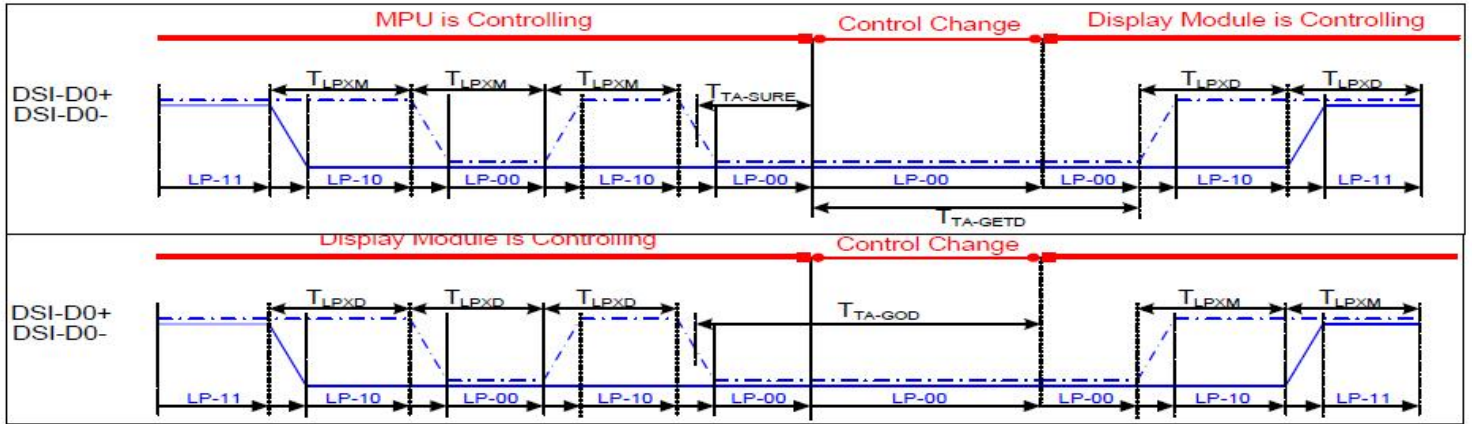 MPU is Controlling Control Change Display Module is Controlling
TLPXM TLPXM TLPXM TTA-SURE TLPXD TLPXD
DSI-D0+
DSI-D0-
LP-11 LP-10 LP-00 LP-10 LP-00 LP-00 LP-00 LP-10 LP-11
TTA-GETD
Display Module is Controlling Control Change
TLPXD TLPXD TLPXD TTA-GOD TLPXM TLPXM
DSI-D0+
DSI-D0-
LP-11 LP-10 LP-00 LP-10 LP-00 LP-00 LP-00 LP-10 LP-11